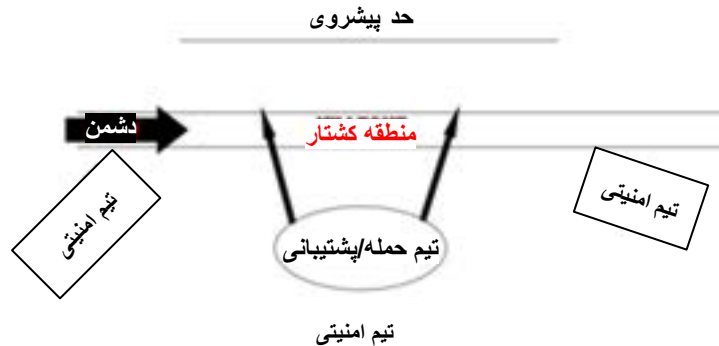 حد پیشروی
دشمن
منطقه کشتار
تیم امنیتی
تیم امنیتی
تیم حمله/پشتیبانی
تیم امنیتی